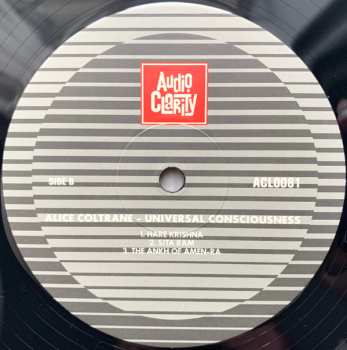 Audio
Clarity
SIDE B
ACL0081
ALICE COLTRANE - UNIVERSAL CONSCIOUSNESS
1. HARE KRISHNA
2. SITA RAM
3. THE ANKH OF AMEN-RA